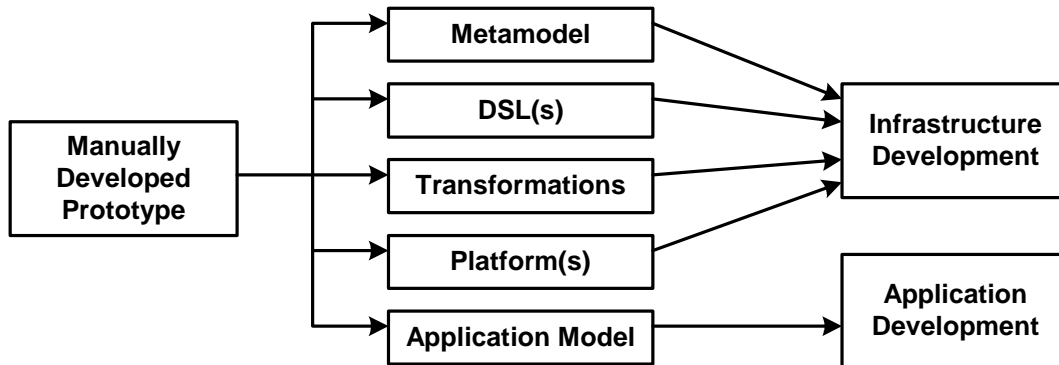 Manually
Developed
Prototype
Metamodel
DSL(s)
Transformations
Platform(s)
Application Model
Infrastructure
Development
Application
Development